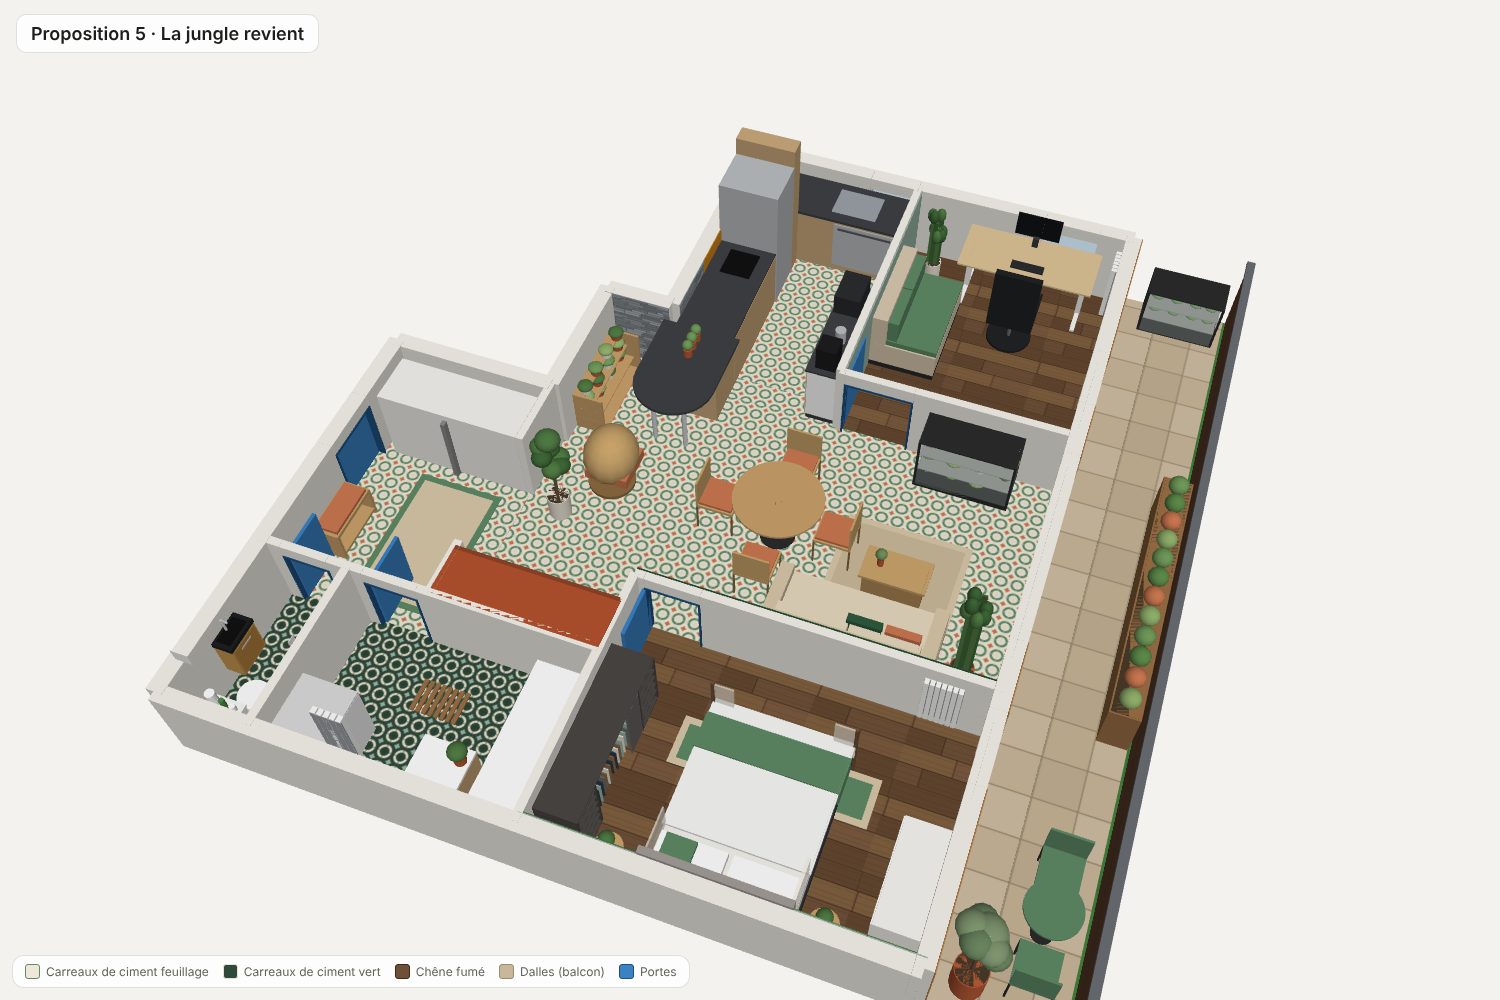 Proposition 5 · La jungle revient
Carreaux de ciment feuillage
Carreaux de ciment vert
Chêne fumé
Dalles (balcon)
Portes